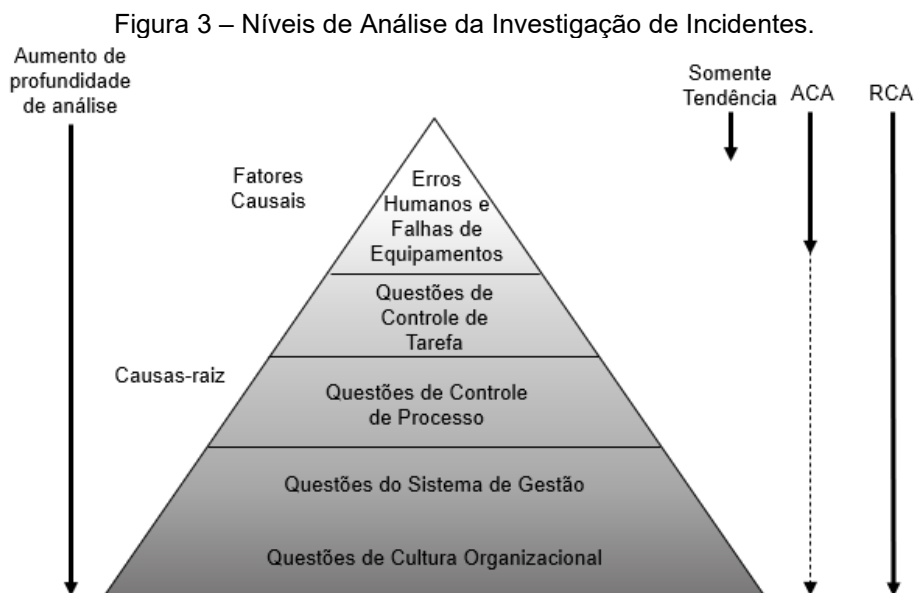 Figura 3 – Níveis de Análise da Investigação de Incidentes.
Aumento de
profundidade
de análise
Somente
Tendência
ACA
RCA
Fatores
Causais
Erros
Humanos e
Falhas de
Equipamentos
Questões de
Controle de
Tarefa
Causas-raiz
Questões de Controle
de Processo
Questões do Sistema de Gestão
Questões de Cultura Organizacional